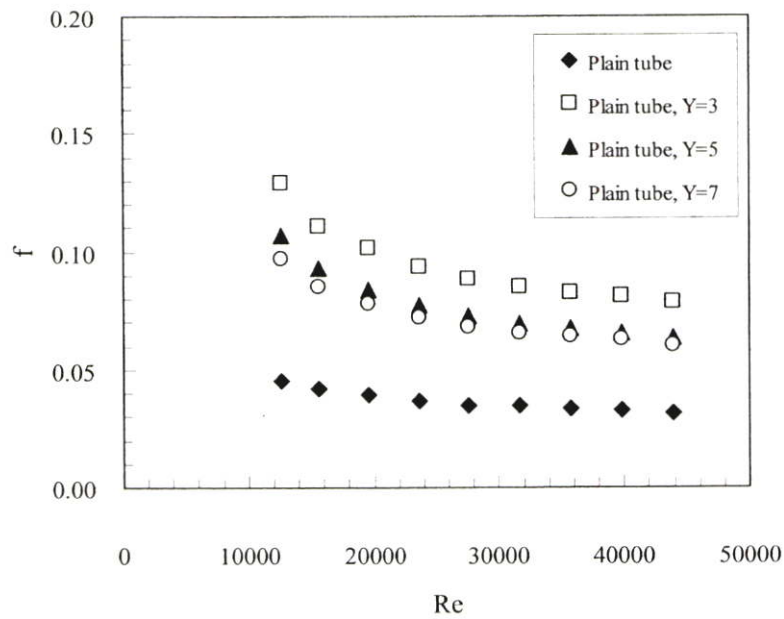 0.20
0.15
0.10
0.05
0.00
f
Plain tube
Plain tube, Y=3
Plain tube, Y=5
Plain tube, Y=7
0
10000
20000
30000
40000
50000
Re